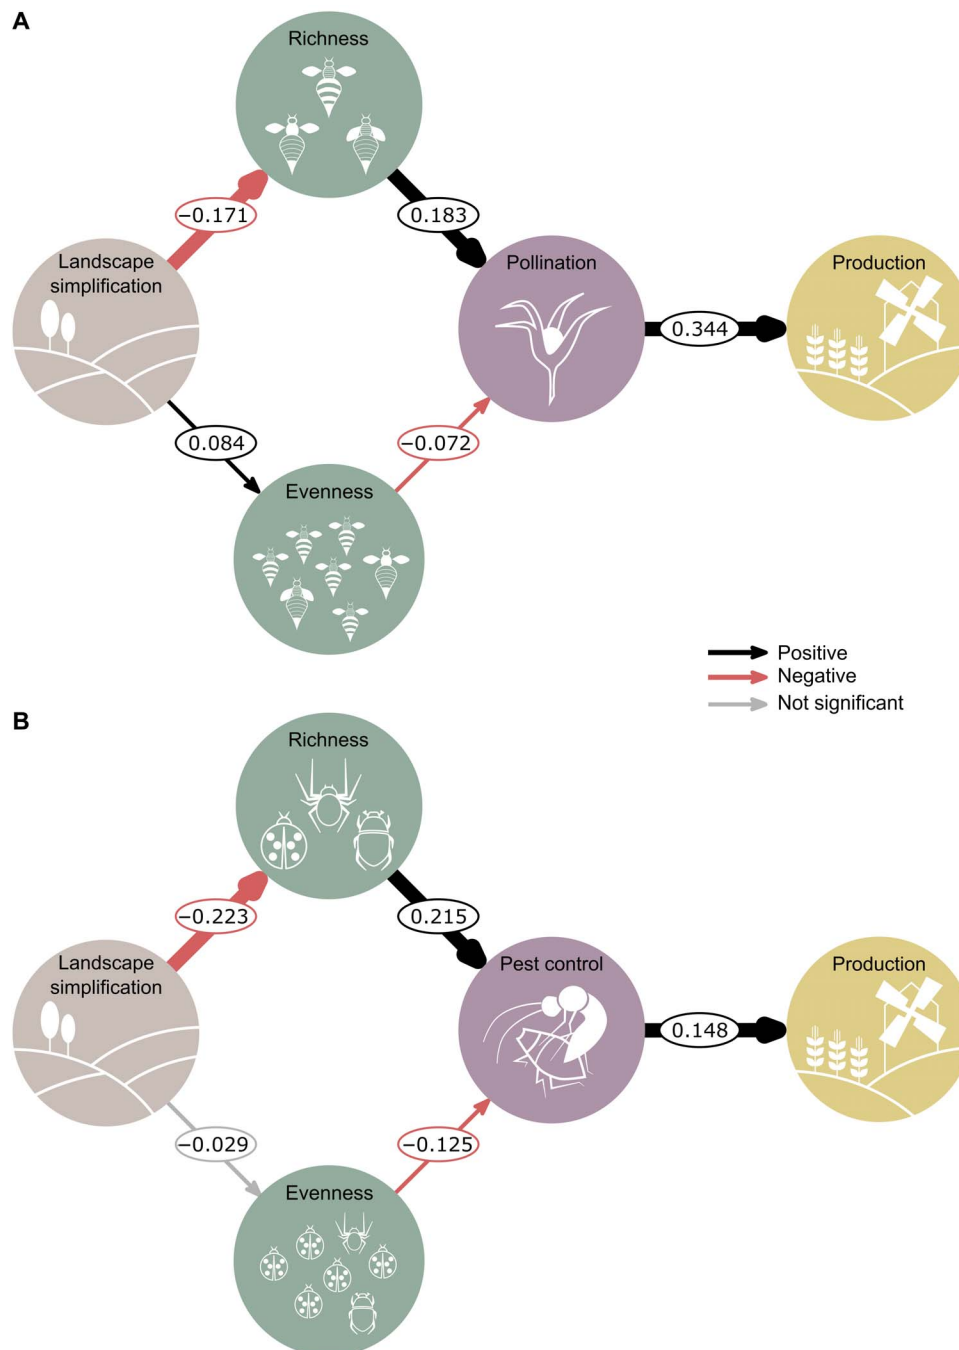 A
Richness
−0.171
0.183
Landscape
simplification
Pollination
Production
0.344
0.084
−0.072
Evenness
Positive
Negative
Not significant
B
Richness
−0.223
0.215
Landscape
simplification
Pest control
Production
0.148
−0.029
−0.125
Evenness